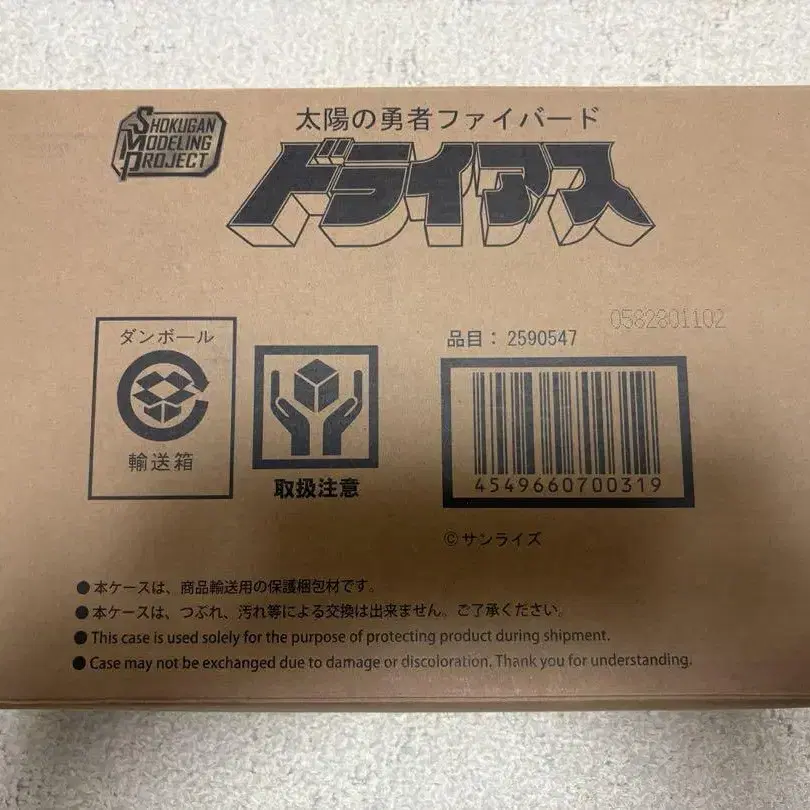 SHOKUGAN
MODELING
PROJECT
太陽の勇者ファイバード
ドライアス
0582301102
品目: 2590547
ダンボール
輸送箱
取扱注意
4549660700319
©サンライズ
●本ケースは、商品輸送用の保護梱包材です。
●本ケースは、つぶれ、汚れ等による交換は出来ません。ご了承ください。
●This case is used solely for the purpose of protecting product during shipment.
●Case may not be exchanged due to damage or discoloration. Thank you for understanding.